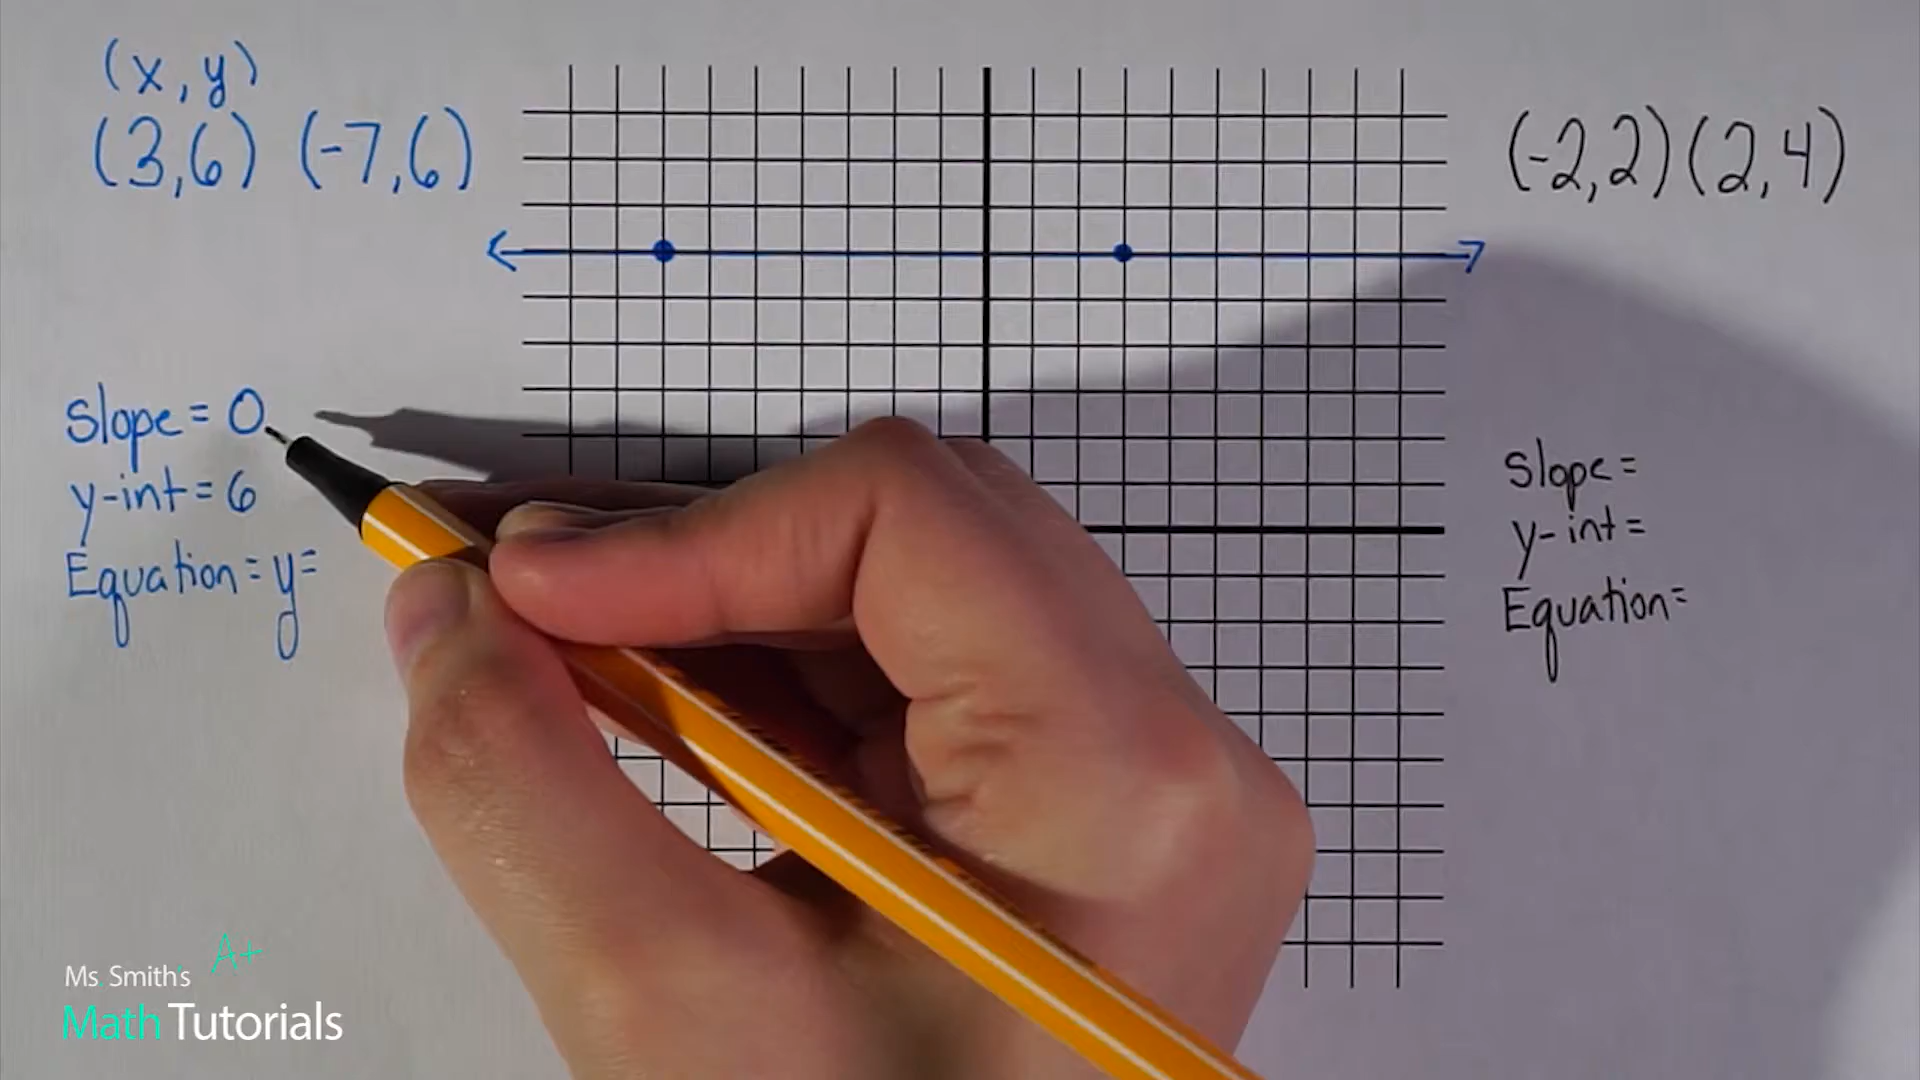 (x, y)
(3,6) (-7,6)
Slope = 0
y-int = 6
Equation = y=
(-2,2) (2,4)
Slope =
y-int =
Equation=
A+
Ms. Smith's
Math Tutorials